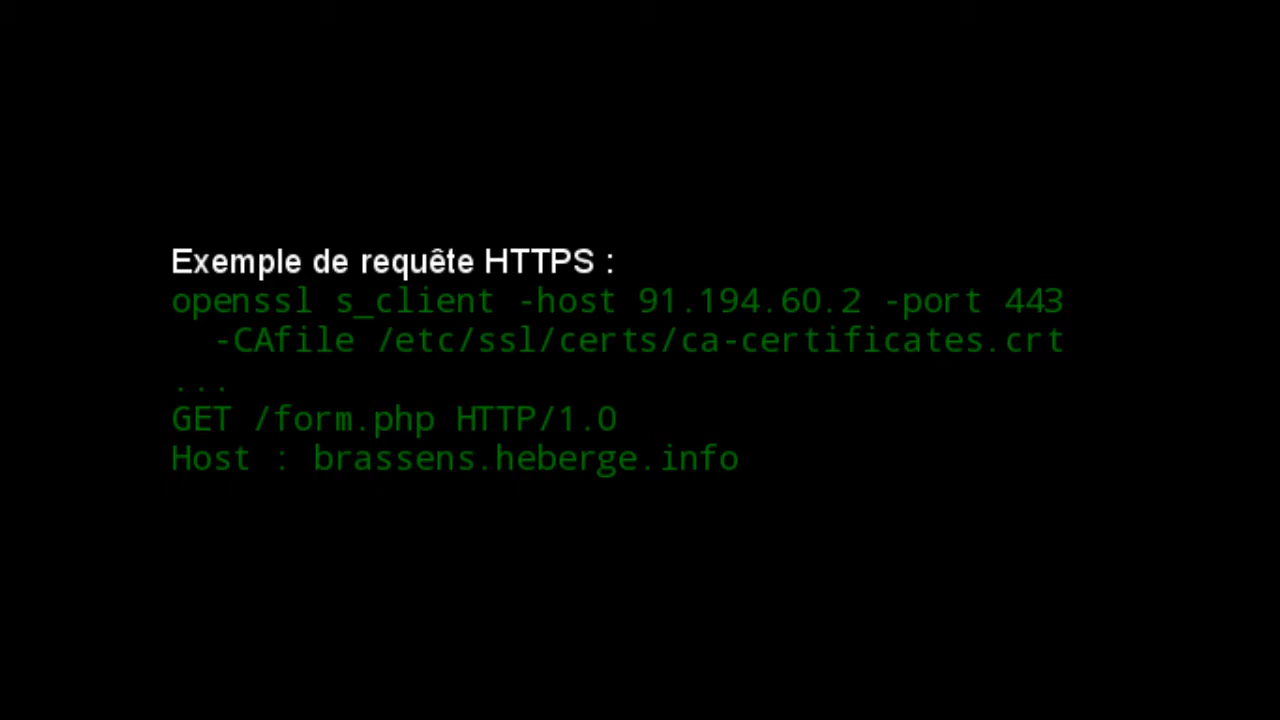 Exemple de requête HTTPS :
openssl s_client -host 91.194.60.2 -port 443
-CAfile /etc/ssl/certs/ca-certificates.crt
...
GET /form.php HTTP/1.0
Host : brassens.heberge.info